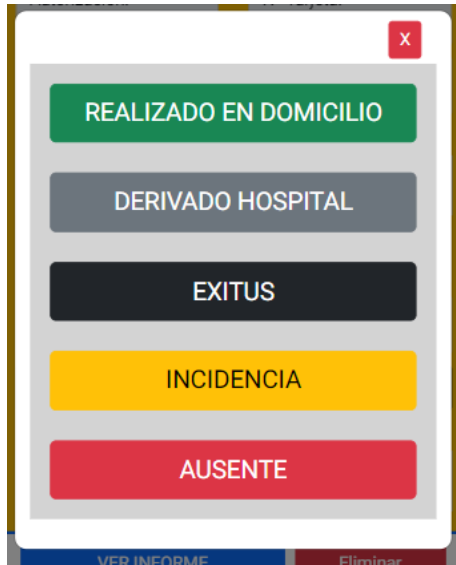 X
REALIZADO EN DOMICILIO
DERIVADO HOSPITAL
EXITUS
INCIDENCIA
AUSENTE
VER INFORME
Eliminar